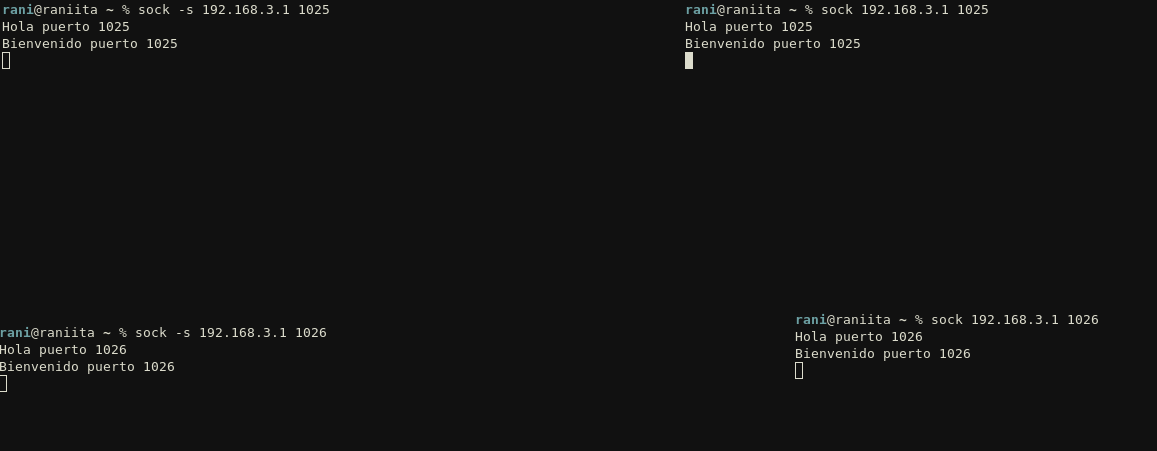 rani@raniita ~ % sock -s 192.168.3.1 1025
Hola puerto 1025
Bienvenido puerto 1025
rani@raniita ~ % sock 192.168.3.1 1025
Hola puerto 1025
Bienvenido puerto 1025
rani@raniita ~ % sock -s 192.168.3.1 1026
Hola puerto 1026
Bienvenido puerto 1026
rani@raniita ~ % sock 192.168.3.1 1026
Hola puerto 1026
Bienvenido puerto 1026